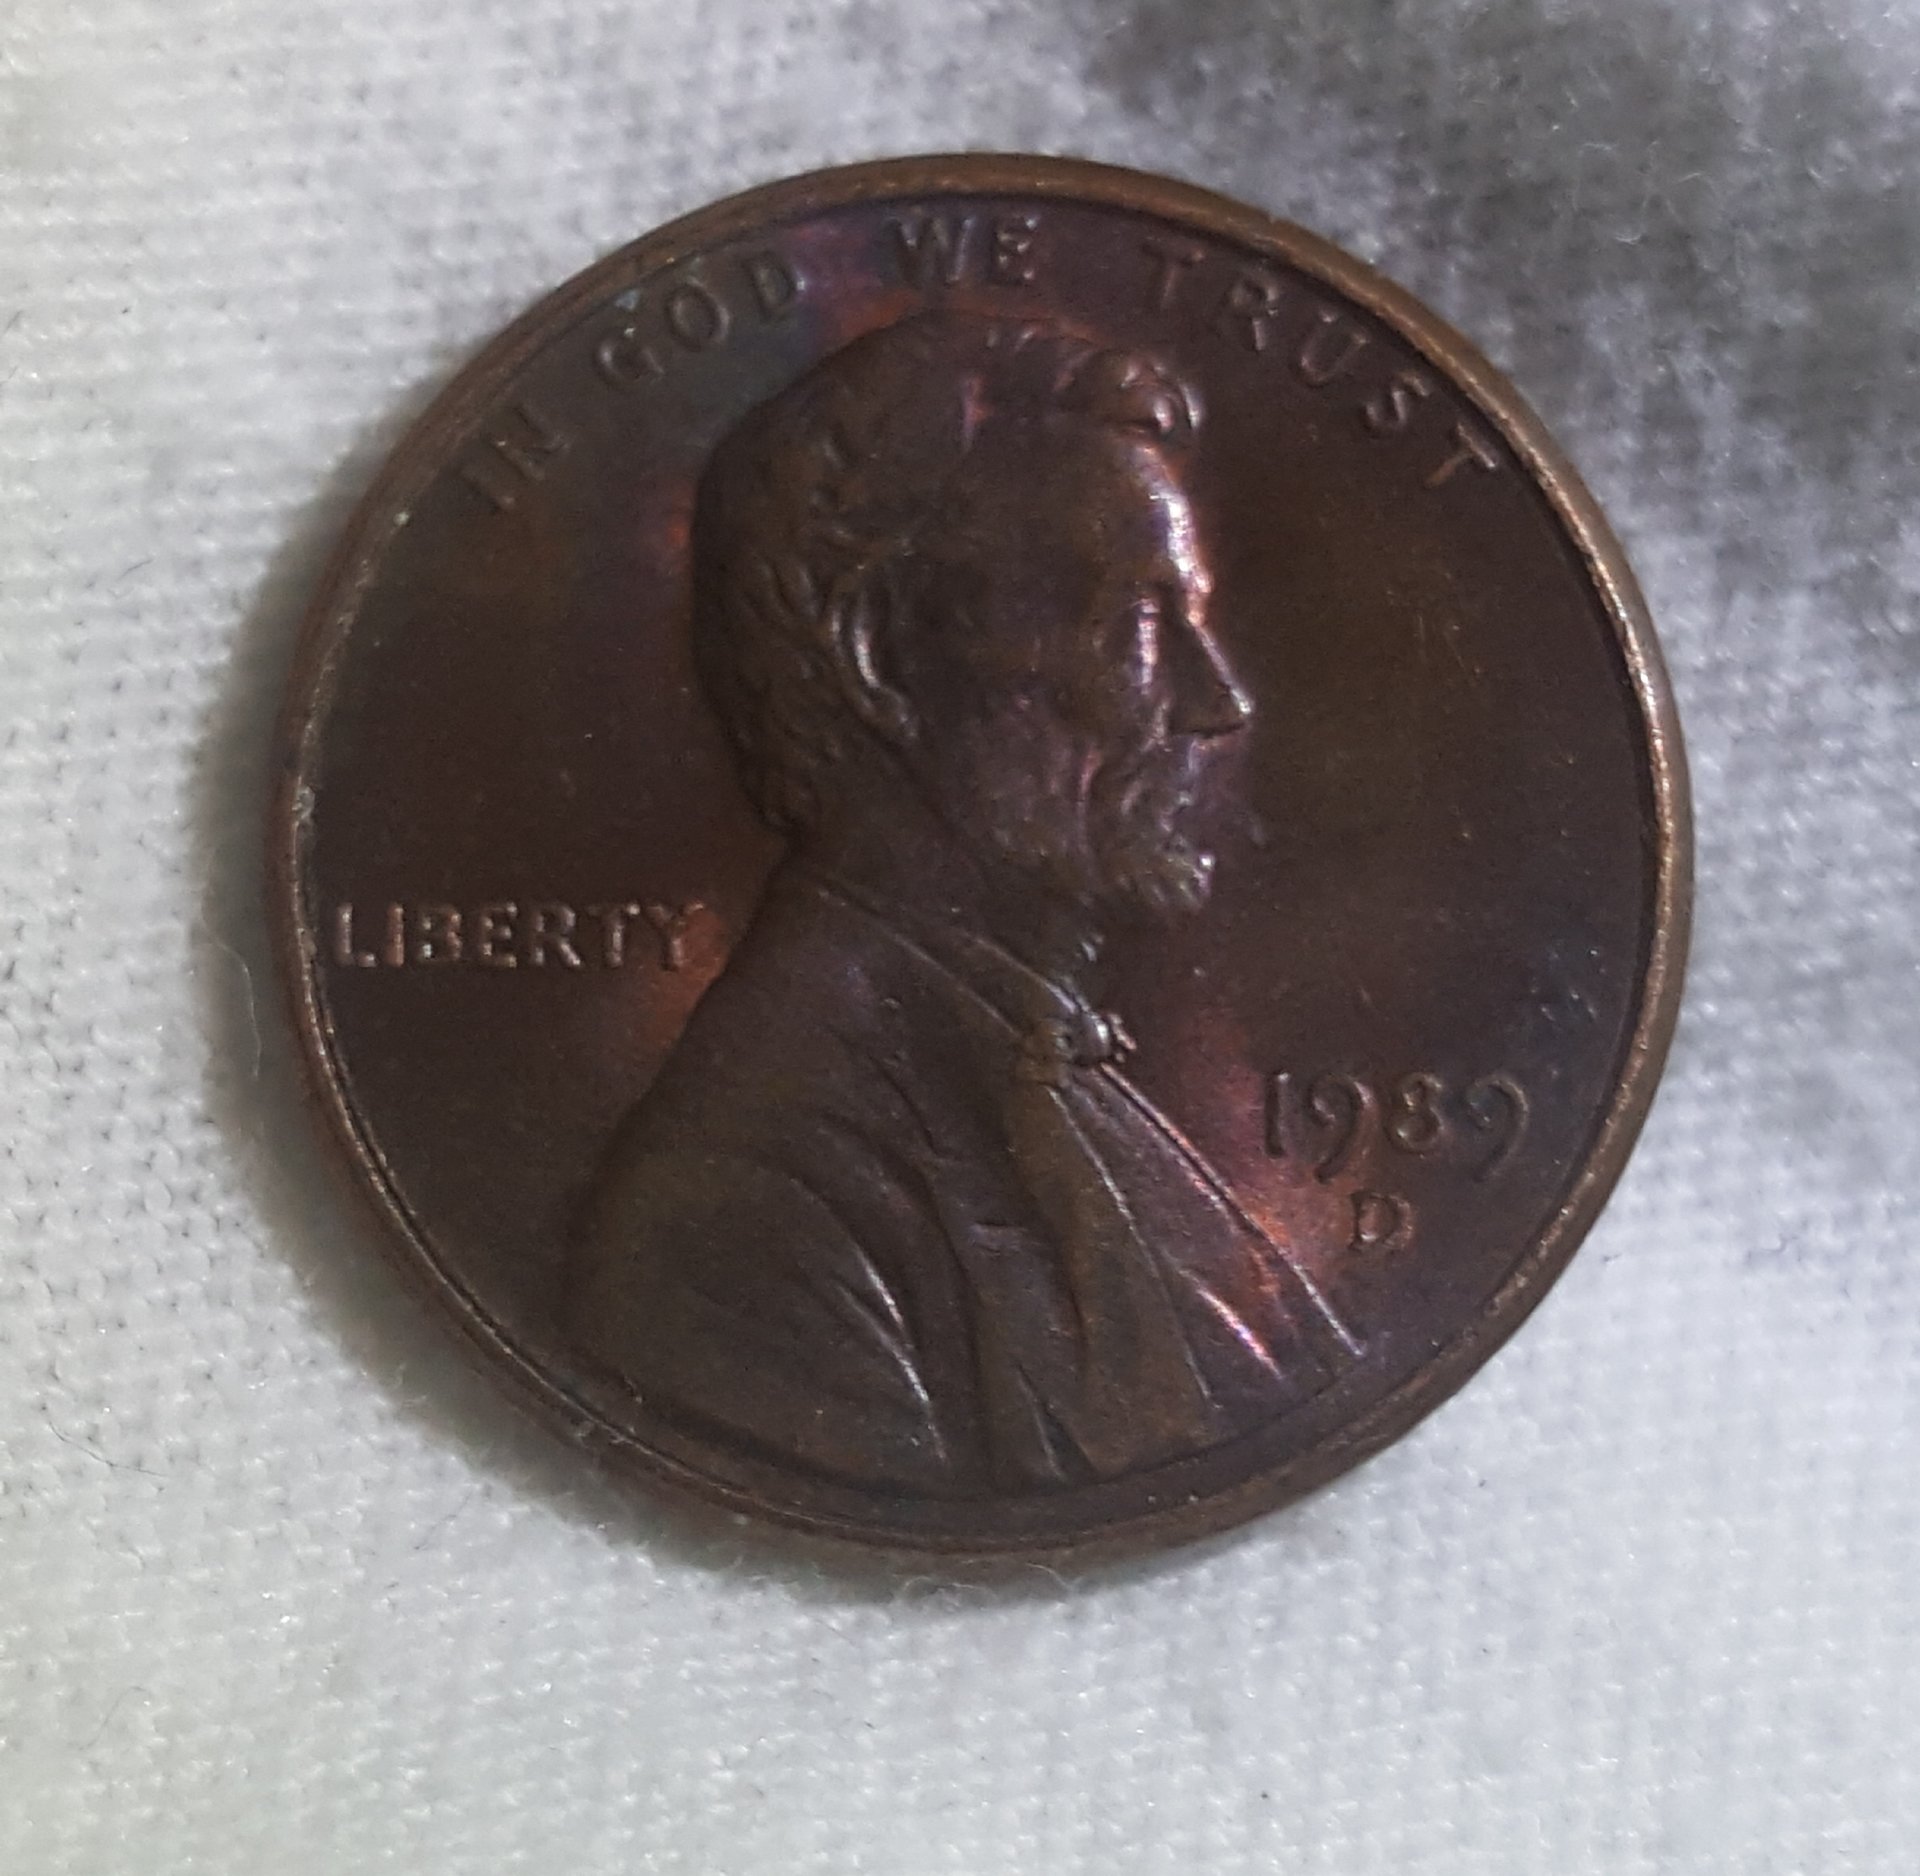 IN GOD WE TRUST
LIBERTY
1989
D